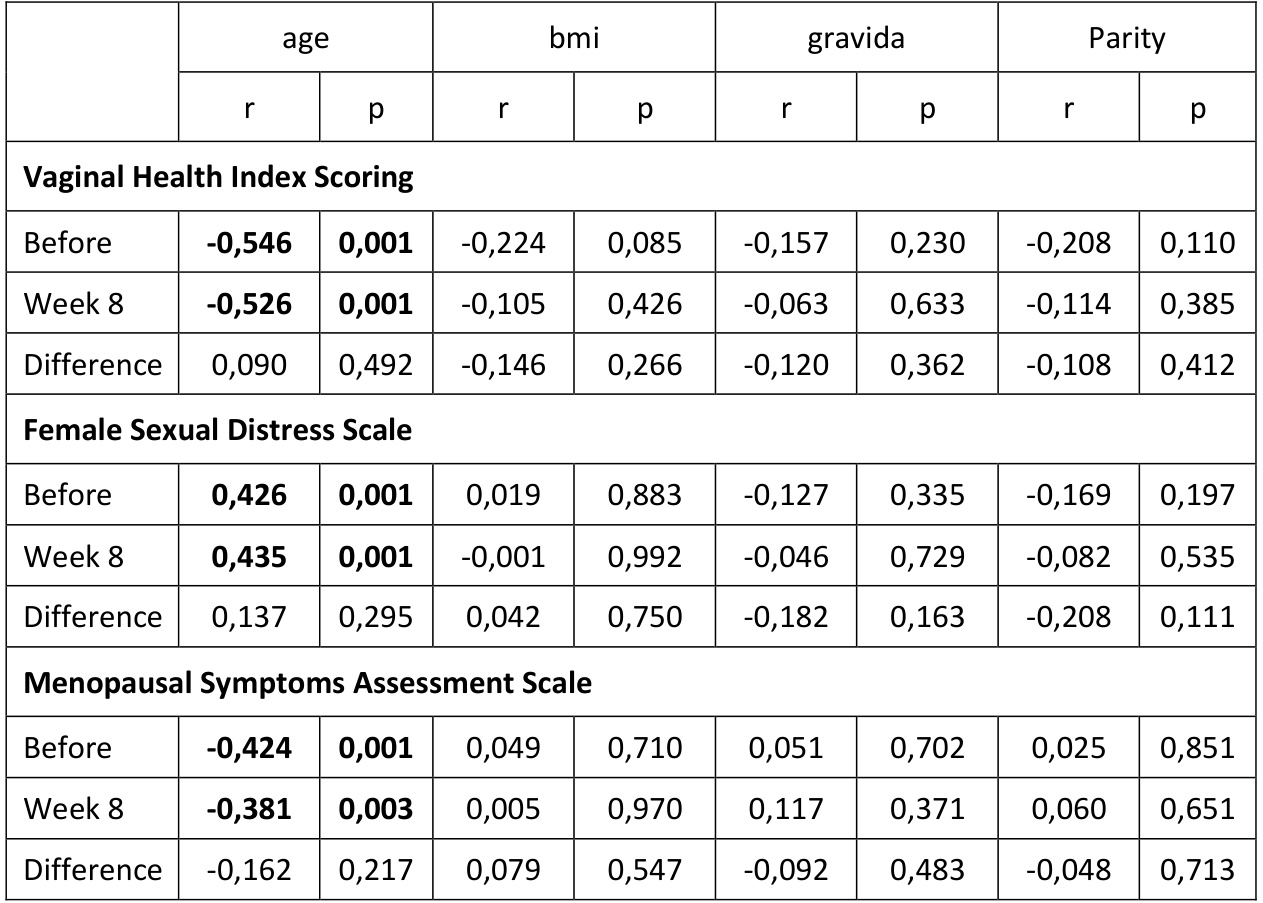 age bmi gravida Parity
r p r p r p r p
Vaginal Health Index Scoring
Before -0,546 0,001 -0,224 0,085 -0,157 0,230 -0,208 0,110
Week 8 -0,526 0,001 -0,105 0,426 -0,063 0,633 -0,114 0,385
Difference 0,090 0,492 -0,146 0,266 -0,120 0,362 -0,108 0,412
Female Sexual Distress Scale
Before 0,426 0,001 0,019 0,883 -0,127 0,335 -0,169 0,197
Week 8 0,435 0,001 -0,001 0,992 -0,046 0,729 -0,082 0,535
Difference 0,137 0,295 0,042 0,750 -0,182 0,163 -0,208 0,111
Menopausal Symptoms Assessment Scale
Before -0,424 0,001 0,049 0,710 0,051 0,702 0,025 0,851
Week 8 -0,381 0,003 0,005 0,970 0,117 0,371 0,060 0,651
Difference -0,162 0,217 0,079 0,547 -0,092 0,483 -0,048 0,713